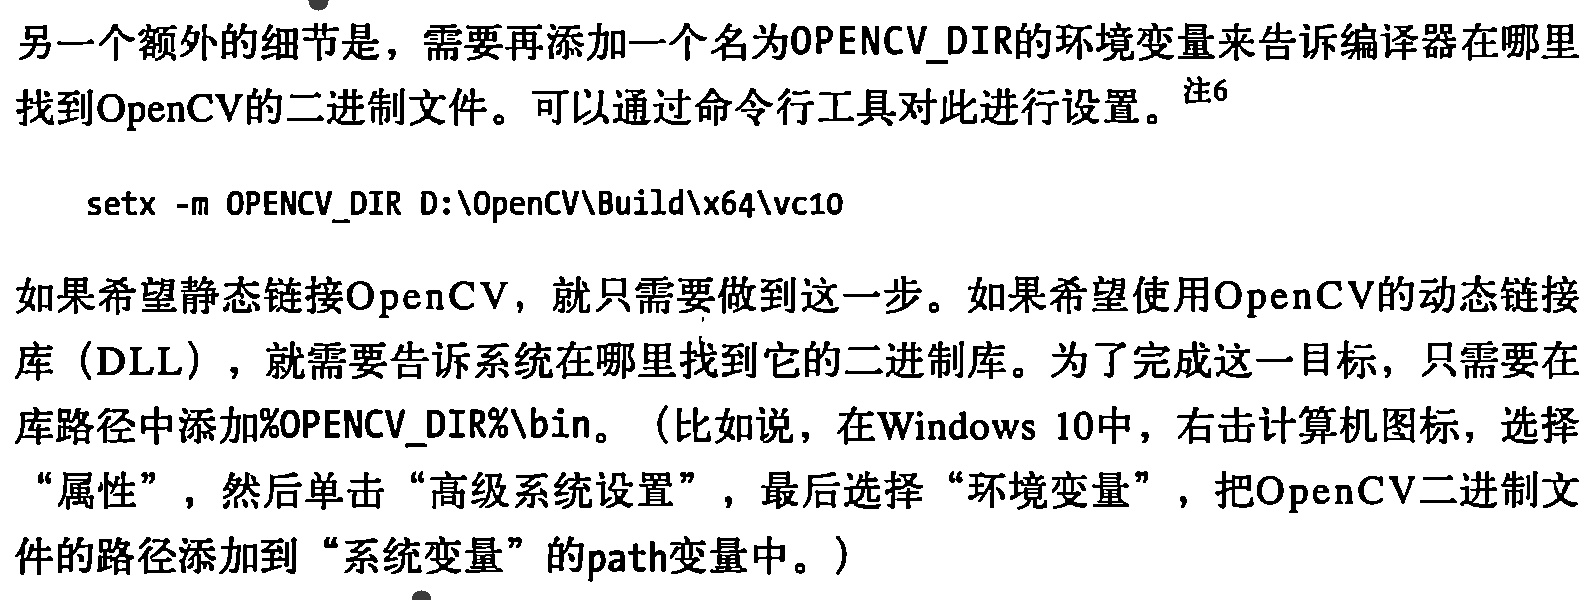 另一个额外的细节是，需要再添加一个名为OPENCV_DIR的环境变量来告诉编译器在哪里
找到OpenCV的二进制文件。可以通过命令行工具对此进行设置。注6
setx -m OPENCV_DIR D:\OpenCV\Build\x64\vc10
如果希望静态链接OpenCV，就只需要做到这一步。如果希望使用OpenCV的动态链接
库（DLL），就需要告诉系统在哪里找到它的二进制库。为了完成这一目标，只需要在
库路径中添加%OPENCV_DIR%\bin。（比如说，在Windows 10中，右击计算机图标，选择
“属性”，然后单击“高级系统设置”，最后选择“环境变量”，把OpenCV二进制文
件的路径添加到“系统变量”的path变量中。）